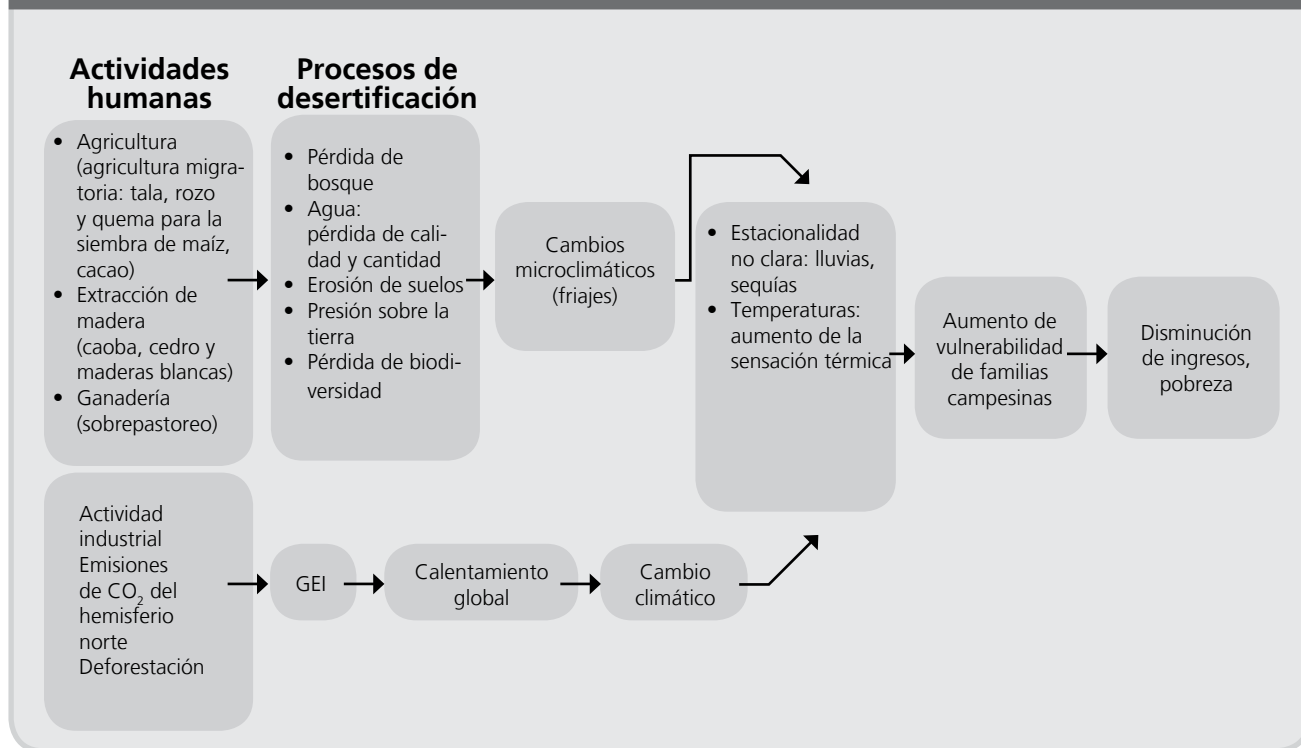 Actividades
humanas
Procesos de
desertificación
• Agricultura
(agricultura migra-
toria: tala, rozo
y quema para la
siembra de maíz,
cacao)
• Extracción de
madera
(caoba, cedro y
maderas blancas)
• Ganadería
(sobrepastoreo)
• Pérdida de
bosque
• Agua:
pérdida de cali-
dad y cantidad
• Erosión de suelos
• Presión sobre la
tierra
• Pérdida de biodi-
versidad
Cambios
microclimáticos
(friajes)
• Estacionalidad
no clara: lluvias,
sequías
• Temperaturas:
aumento de la
sensación térmica
Aumento de
vulnerabilidad
de familias
campesinas
Disminución
de ingresos,
pobreza
Actividad
industrial
Emisiones
de CO₂ del
hemisferio
norte
Deforestación
GEI
Calentamiento
global
Cambio
climático